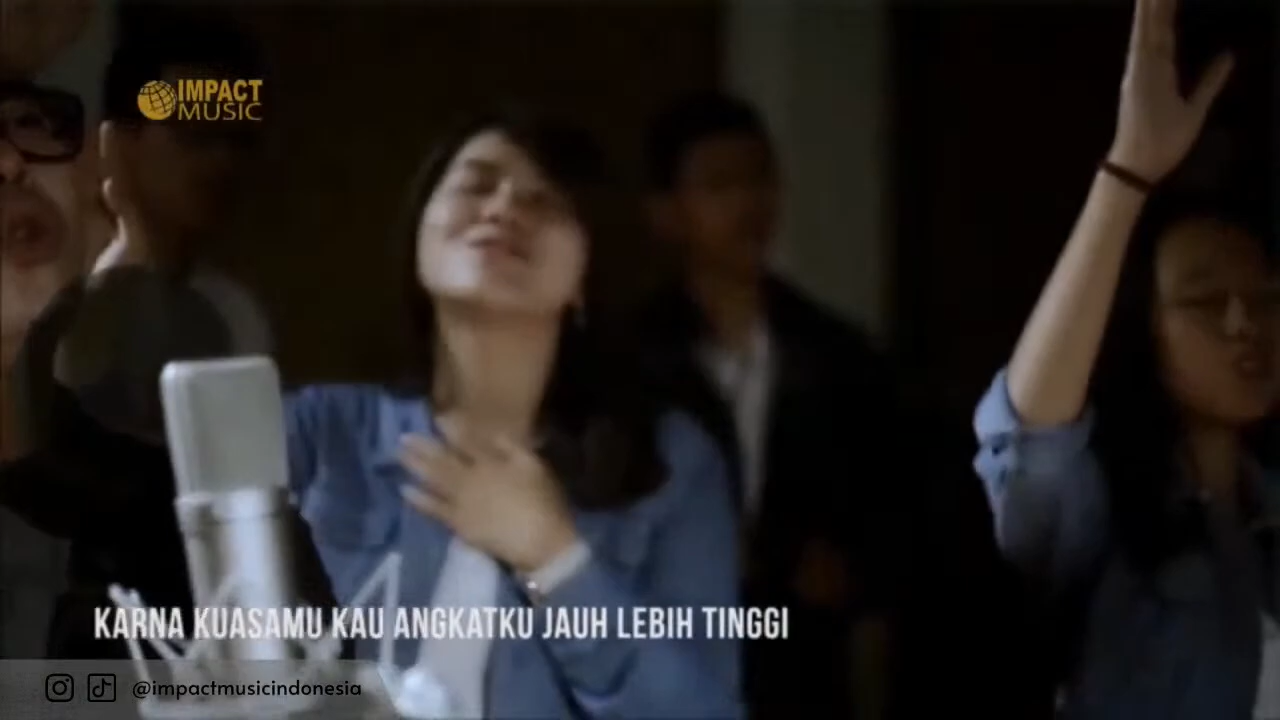 IMPACT
MUSIC
KARNA KUASAMU KAU ANGKATKU JAUH LEBIH TINGGI
@impactmusicindonesia